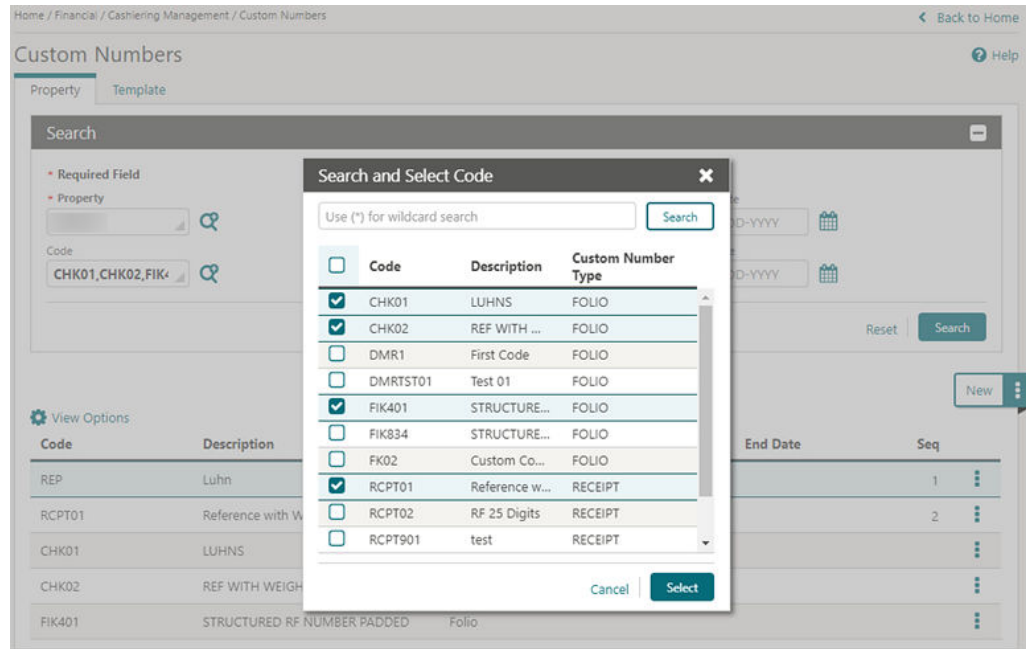 Home / Financial / Cashiering Management / Custom Numbers
Back to Home
Custom Numbers
Help
Property Template
Search
* Required Field
* Property
Code
CHK01,CHK02,FIK4
DD-YYYY
DD-YYYY
Reset Search
New
View Options
Code Description End Date Seq
REP Luhn 1
RCPT01 Reference with W 2
CHK01 LUHNS
CHK02 REF WITH WEIGH
FIK401 STRUCTURED RF NUMBER PADDED Folio
Search and Select Code
Use (*) for wildcard search Search
Code Description Custom Number
Type
CHK01 LUHNS FOLIO
CHK02 REF WITH ... FOLIO
DMR1 First Code FOLIO
DMRTST01 Test 01 FOLIO
FIK401 STRUCTURE... FOLIO
FIK834 STRUCTURE... FOLIO
FK02 Custom Co... FOLIO
RCPT01 Reference w... RECEIPT
RCPT02 RF 25 Digits RECEIPT
RCPT901 test RECEIPT
Cancel Select